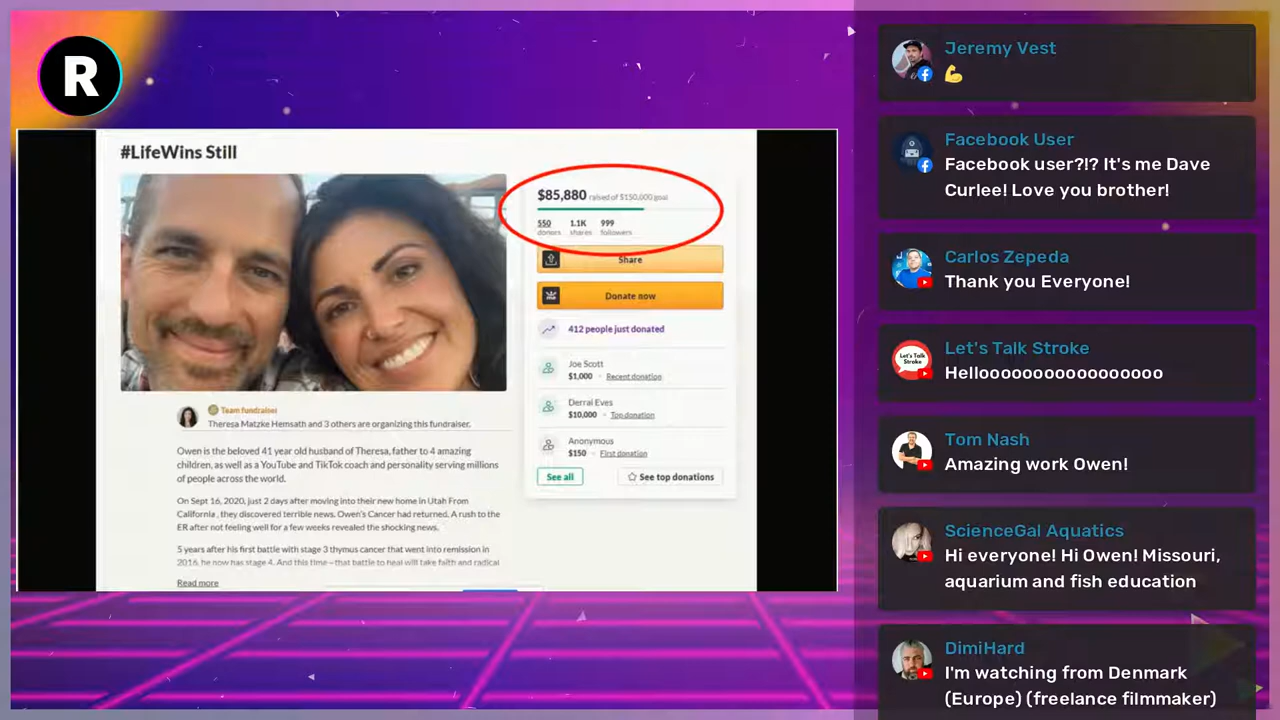 R
#LifeWins Still
$85,880 raised of $150,000 goal
550 1.1K 999
donors shares followers
Share
Donate now
412 people just donated
Joe Scott
$1,000 · Recent donation
Derral Eves
$10,000 · Top donation
Anonymous
$150 · First donation
See all
See top donations
Team fundraiser
Theresa Matzke Hemsath and 3 others are organizing this fundraiser.
Owen is the beloved 41 year old husband of Theresa, father to 4 amazing
children, as well as a YouTube and TikTok coach and personality serving millions
of people across the world.
On Sept 16, 2020, just 2 days after moving into their new home in Utah From
California, they discovered terrible news. Owen's Cancer had returned. A rush to the
ER after not feeling well for a few weeks revealed the shocking news.
5 years after his first battle with stage 3 thymus cancer that went into remission in
2016, he now has stage 4. And this time—that battle to heal will take faith and radical
Read more
Jeremy Vest
💪
Facebook User
Facebook user?!? It's me Dave
Curlee! Love you brother!
Carlos Zepeda
Thank you Everyone!
Let's Talk
Stroke
Let's Talk Stroke
Helloooooooooooooooooo
Tom Nash
Amazing work Owen!
ScienceGal Aquatics
Hi everyone! Hi Owen! Missouri,
aquarium and fish education
DimiHard
I'm watching from Denmark
(Europe) (freelance filmmaker)